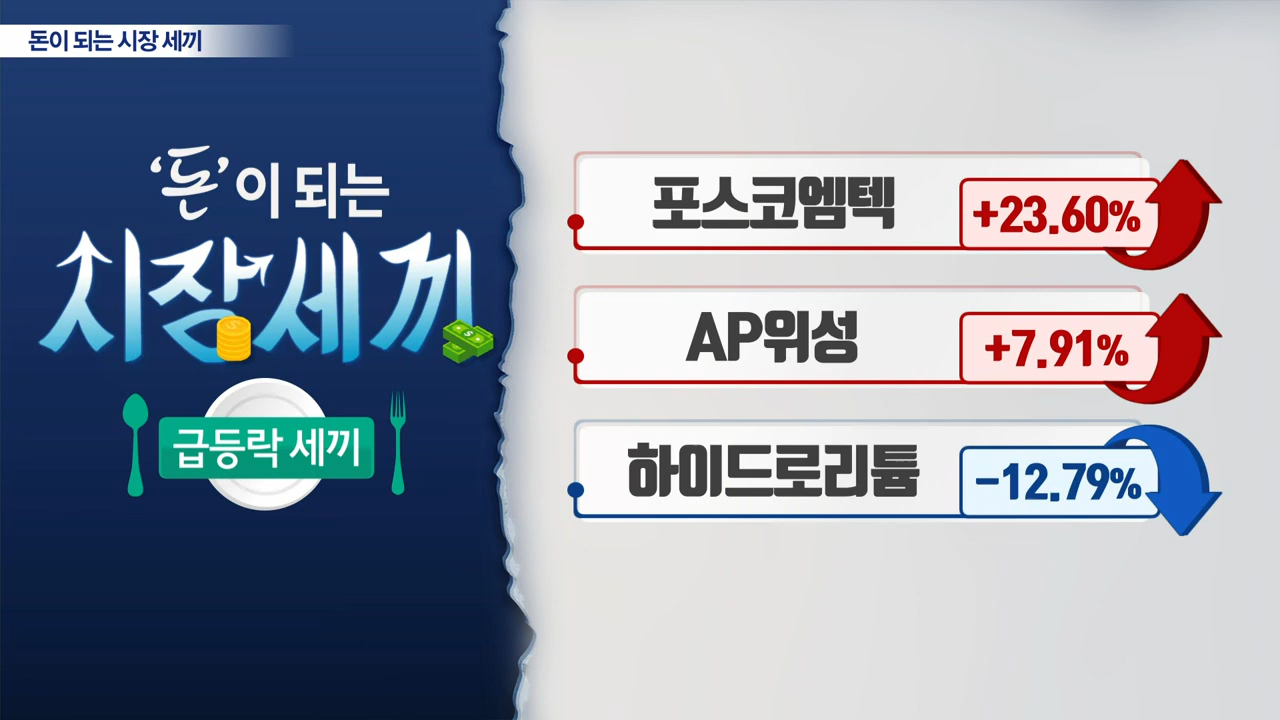 돈이 되는 시장 세끼
‘돈’이 되는
시장세끼
급등락 세끼
포스코엠텍
+23.60%
AP위성
+7.91%
하이드로리튬
-12.79%